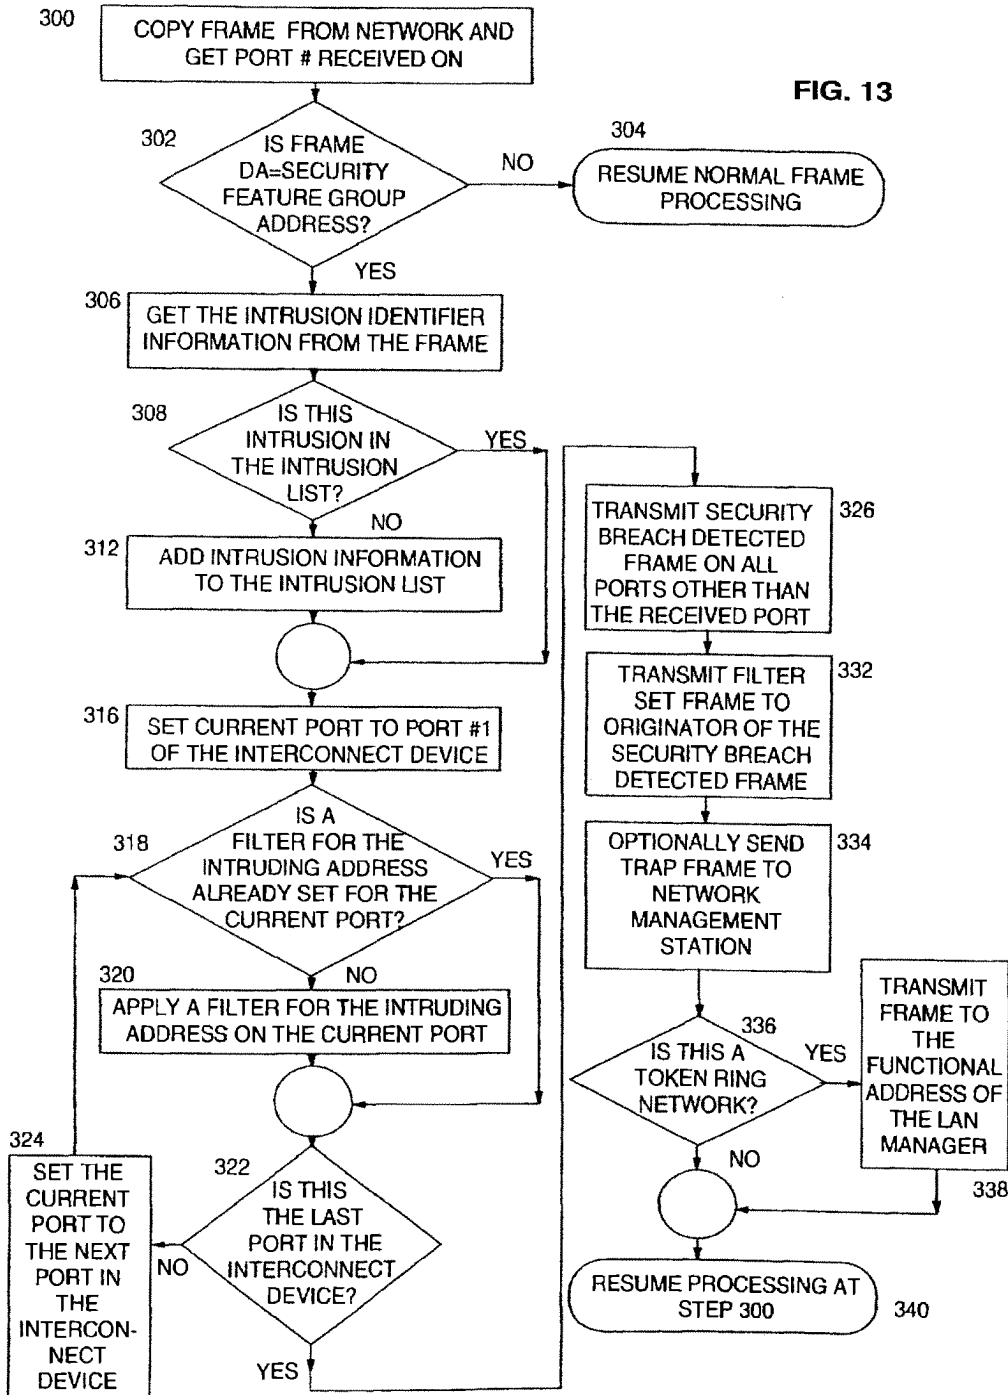 300
COPY FRAME FROM NETWORK AND
GET PORT # RECEIVED ON
FIG. 13
302
IS FRAME
DA=SECURITY
FEATURE GROUP
ADDRESS?
NO
304
RESUME NORMAL FRAME
PROCESSING
YES
306
GET THE INTRUSION IDENTIFIER
INFORMATION FROM THE FRAME
308
IS THIS
INTRUSION IN
THE INTRUSION
LIST?
YES
NO
312
ADD INTRUSION INFORMATION
TO THE INTRUSION LIST
316
SET CURRENT PORT TO PORT #1
OF THE INTERCONNECT DEVICE
318
IS A
FILTER FOR THE
INTRUDING ADDRESS
ALREADY SET FOR THE
CURRENT PORT?
YES
NO
320
APPLY A FILTER FOR THE INTRUDING
ADDRESS ON THE CURRENT PORT
322
IS THIS
THE LAST
PORT IN THE
INTERCONNECT
DEVICE?
NO
324
SET THE
CURRENT
PORT TO
THE NEXT
PORT IN
THE
INTERCON-
NECT
DEVICE
YES
326
TRANSMIT SECURITY
BREACH DETECTED
FRAME ON ALL
PORTS OTHER THAN
THE RECEIVED PORT
332
TRANSMIT FILTER
SET FRAME TO
ORIGINATOR OF THE
SECURITY BREACH
DETECTED FRAME
334
OPTIONALLY SEND
TRAP FRAME TO
NETWORK
MANAGEMENT
STATION
336
IS THIS A
TOKEN RING
NETWORK?
YES
TRANSMIT
FRAME TO
THE
FUNCTIONAL
ADDRESS OF
THE LAN
MANAGER
338
NO
RESUME PROCESSING AT
STEP 300
340